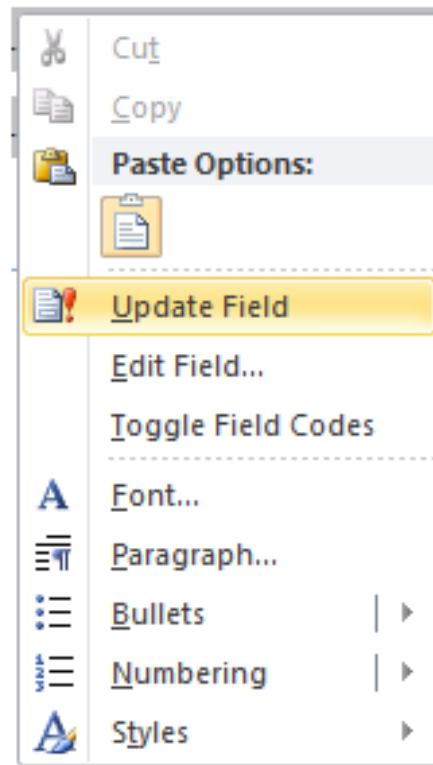 Cut
Copy
Paste Options:
Update Field
Edit Field...
Toggle Field Codes
Font...
Paragraph...
Bullets
Numbering
Styles